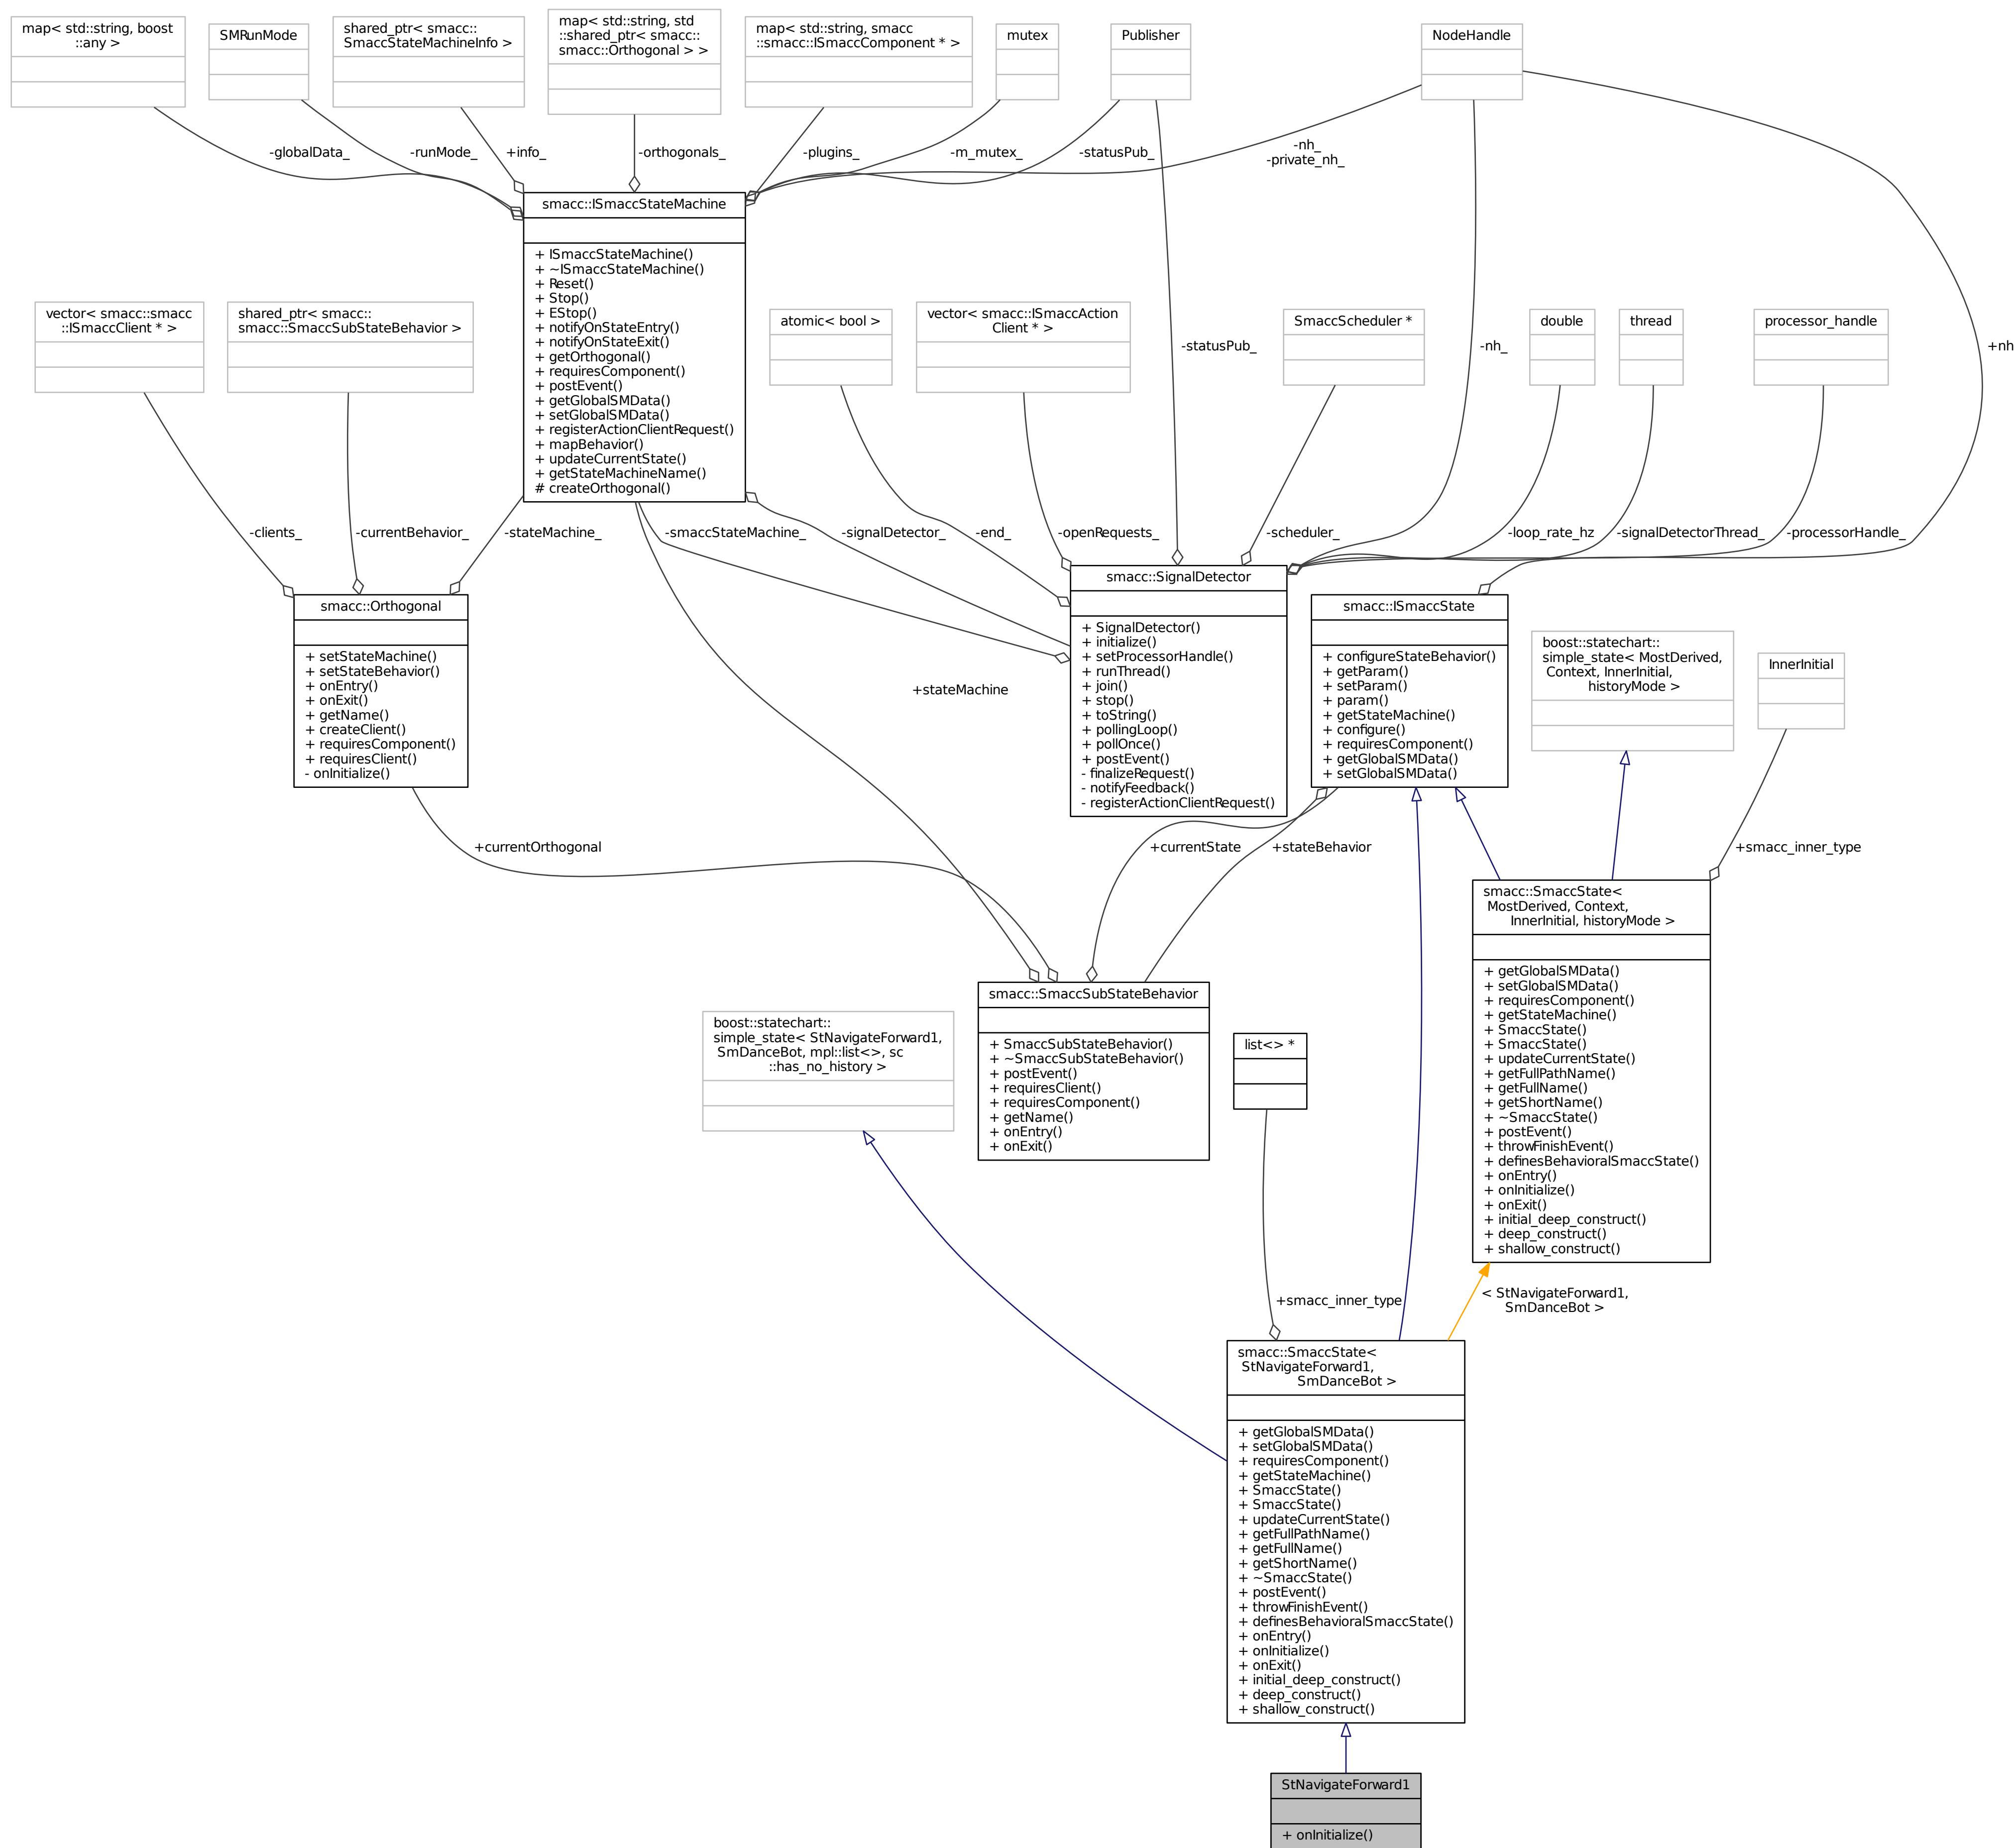 map< std::string, boost
::any >
SMRunMode
shared_ptr< smacc::
SmaccStateMachineInfo >
map< std::string, std
::shared_ptr< smacc::
smacc::Orthogonal > >
map< std::string, smacc
::smacc::ISmaccComponent * >
mutex
Publisher
NodeHandle
-globalData_
-runMode_
+info_
-orthogonals_
-plugins_
-m_mutex_
-statusPub_
-nh_
-private_nh_
smacc::ISmaccStateMachine
+ ISmaccStateMachine()
+ ~ISmaccStateMachine()
+ Reset()
+ Stop()
+ EStop()
+ notifyOnStateEntry()
+ notifyOnStateExit()
+ getOrthogonal()
+ requiresComponent()
+ postEvent()
+ getGlobalSMData()
+ setGlobalSMData()
+ registerActionClientRequest()
+ mapBehavior()
+ updateCurrentState()
+ getStateMachineName()
# createOrthogonal()
vector< smacc::smacc
::ISmaccClient * >
shared_ptr< smacc::
smacc::SmaccSubStateBehavior >
atomic< bool >
vector< smacc::ISmaccAction
Client * >
SmaccScheduler *
double
thread
processor_handle
-statusPub_
-nh_
+nh
-clients_
-currentBehavior_
-stateMachine_
-smaccStateMachine_
-signalDetector_
-end_
-openRequests_
-scheduler_
-loop_rate_hz
-signalDetectorThread_
-processorHandle_
smacc::Orthogonal
+ setStateMachine()
+ setStateBehavior()
+ onEntry()
+ onExit()
+ getName()
+ createClient()
+ requiresComponent()
+ requiresClient()
- onInitialize()
smacc::SignalDetector
+ SignalDetector()
+ initialize()
+ setProcessorHandle()
+ runThread()
+ join()
+ stop()
+ toString()
+ pollingLoop()
+ pollOnce()
+ postEvent()
- finalizeRequest()
- notifyFeedback()
- registerActionClientRequest()
smacc::ISmaccState
+ configureStateBehavior()
+ getParam()
+ setParam()
+ param()
+ getStateMachine()
+ configure()
+ requiresComponent()
+ getGlobalSMData()
+ setGlobalSMData()
boost::statechart::
simple_state< MostDerived,
Context, InnerInitial,
historyMode >
InnerInitial
+stateMachine
+currentOrthogonal
+currentState
+stateBehavior
+smacc_inner_type
smacc::SmaccState<
MostDerived, Context,
InnerInitial, historyMode >
+ getGlobalSMData()
+ setGlobalSMData()
+ requiresComponent()
+ getStateMachine()
+ SmaccState()
+ SmaccState()
+ updateCurrentState()
+ getFullPathName()
+ getFullName()
+ getShortName()
+ ~SmaccState()
+ postEvent()
+ throwFinishEvent()
+ definesBehavioralSmaccState()
+ onEntry()
+ onInitialize()
+ onExit()
+ initial_deep_construct()
+ deep_construct()
+ shallow_construct()
smacc::SmaccSubStateBehavior
+ SmaccSubStateBehavior()
+ ~SmaccSubStateBehavior()
+ postEvent()
+ requiresClient()
+ requiresComponent()
+ getName()
+ onEntry()
+ onExit()
boost::statechart::
simple_state< StNavigateForward1,
SmDanceBot, mpl::list<>, sc
::has_no_history >
list<> *
+smacc_inner_type
< StNavigateForward1,
SmDanceBot >
smacc::SmaccState<
StNavigateForward1,
SmDanceBot >
+ getGlobalSMData()
+ setGlobalSMData()
+ requiresComponent()
+ getStateMachine()
+ SmaccState()
+ SmaccState()
+ updateCurrentState()
+ getFullPathName()
+ getFullName()
+ getShortName()
+ ~SmaccState()
+ postEvent()
+ throwFinishEvent()
+ definesBehavioralSmaccState()
+ onEntry()
+ onInitialize()
+ onExit()
+ initial_deep_construct()
+ deep_construct()
+ shallow_construct()
StNavigateForward1
+ onInitialize()